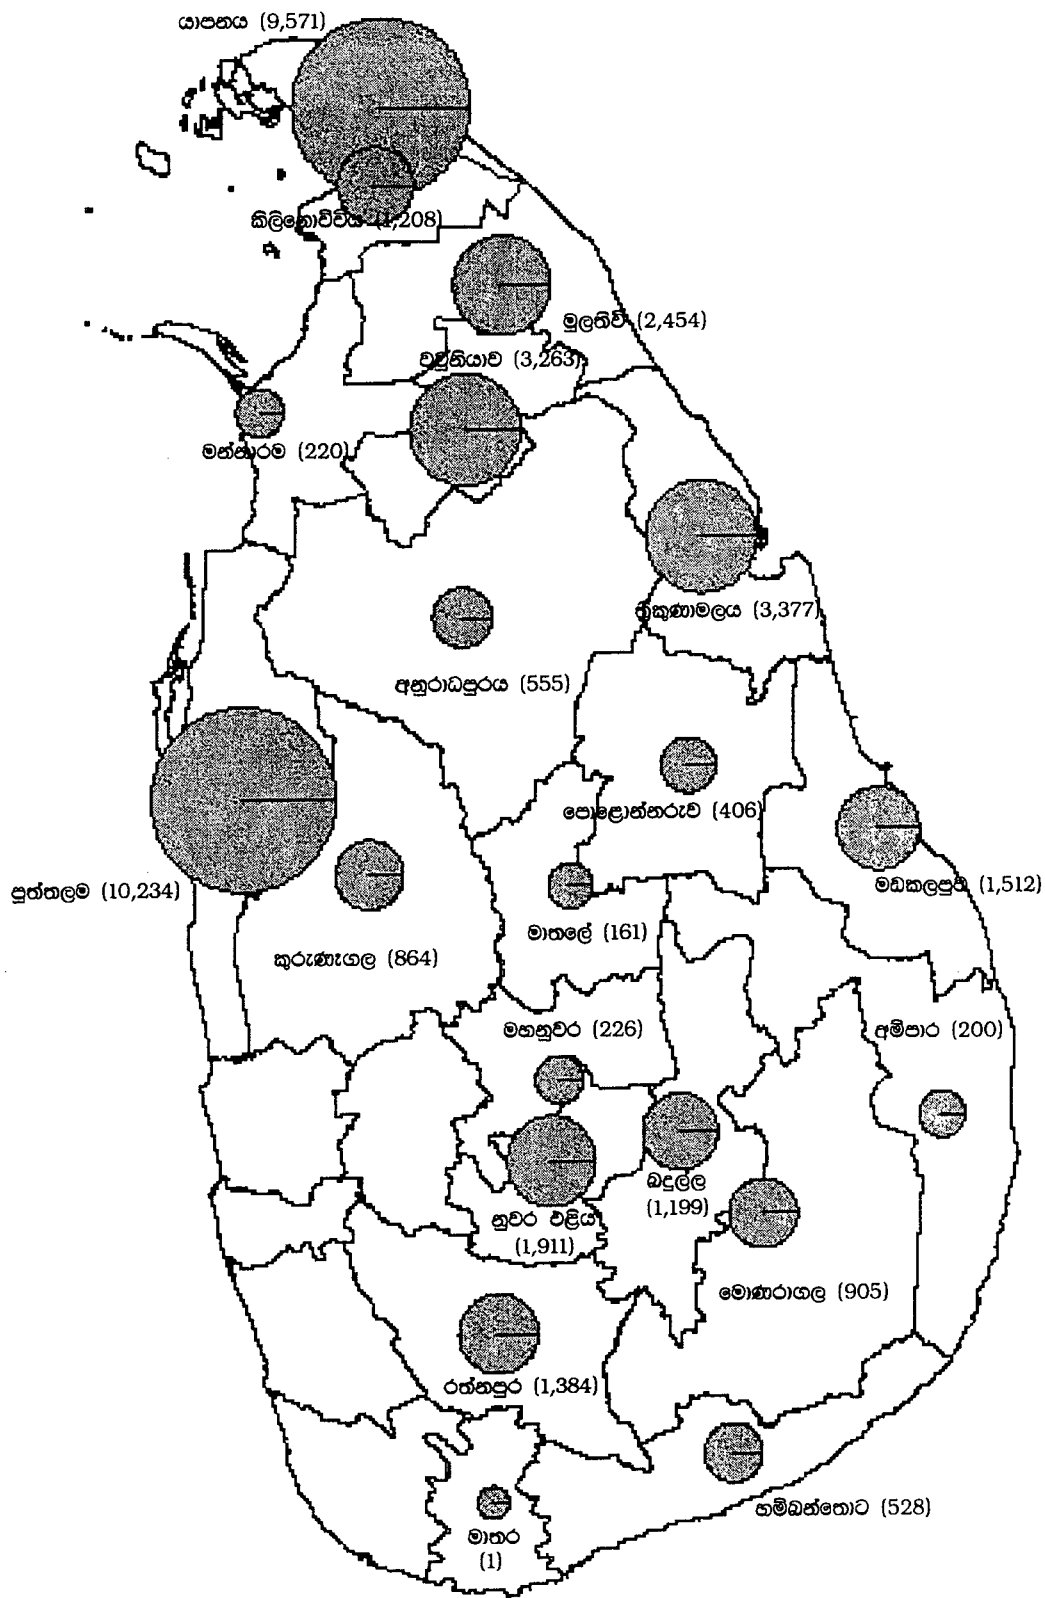 යාපනය (9,571)
කිලිනොච්චිය (1,208)
මුලතිව් (2,454)
වවුනියාව (3,263)
මන්නාරම (220)
ත්‍රිකුණාමලය (3,377)
අනුරාධපුරය (555)
පොළොන්නරුව (406)
මඩකලපුව (1,512)
පුත්තලම (10,234)
මාතලේ (161)
කුරුණෑගල (864)
මහනුවර (226)
අම්පාර (200)
බදුල්ල
(1,199)
නුවර එළිය
(1,911)
මොණරාගල (905)
රත්නපුර (1,384)
හම්බන්තොට (528)
මාතර
(1)